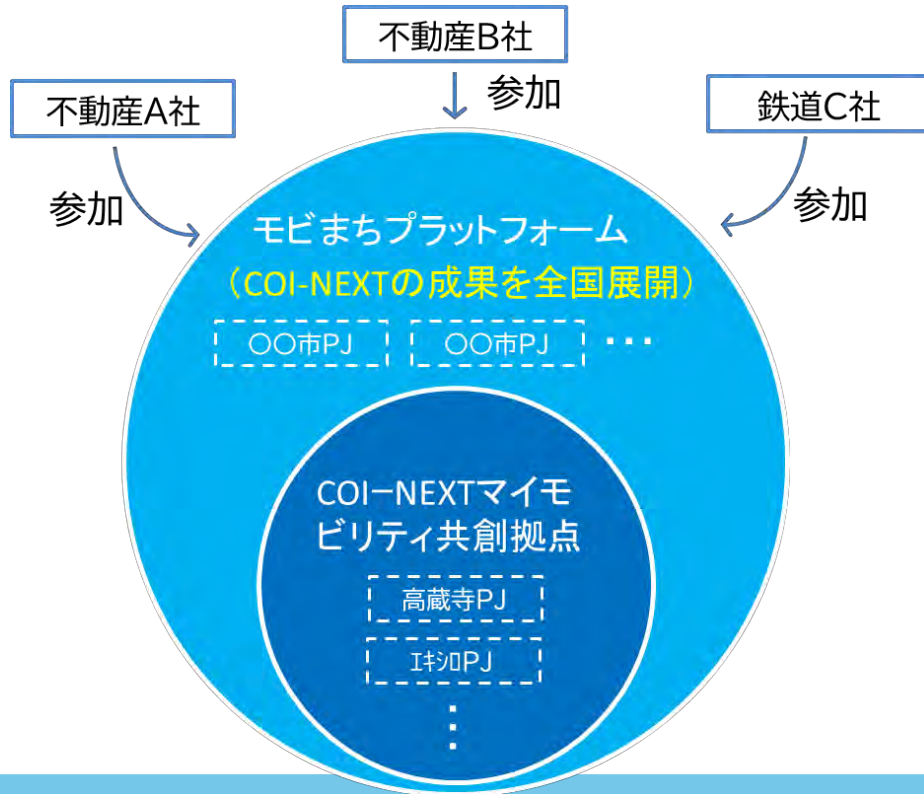 不動産B社
参加
不動産A社
鉄道C社
参加
参加
モビまちプラットフォーム
（COI-NEXTの成果を全国展開）
〇〇市PJ
〇〇市PJ
･･･
COI−NEXTマイモ
ビリティ共創拠点
高蔵寺PJ
ｴｷｼﾛPJ
⋮